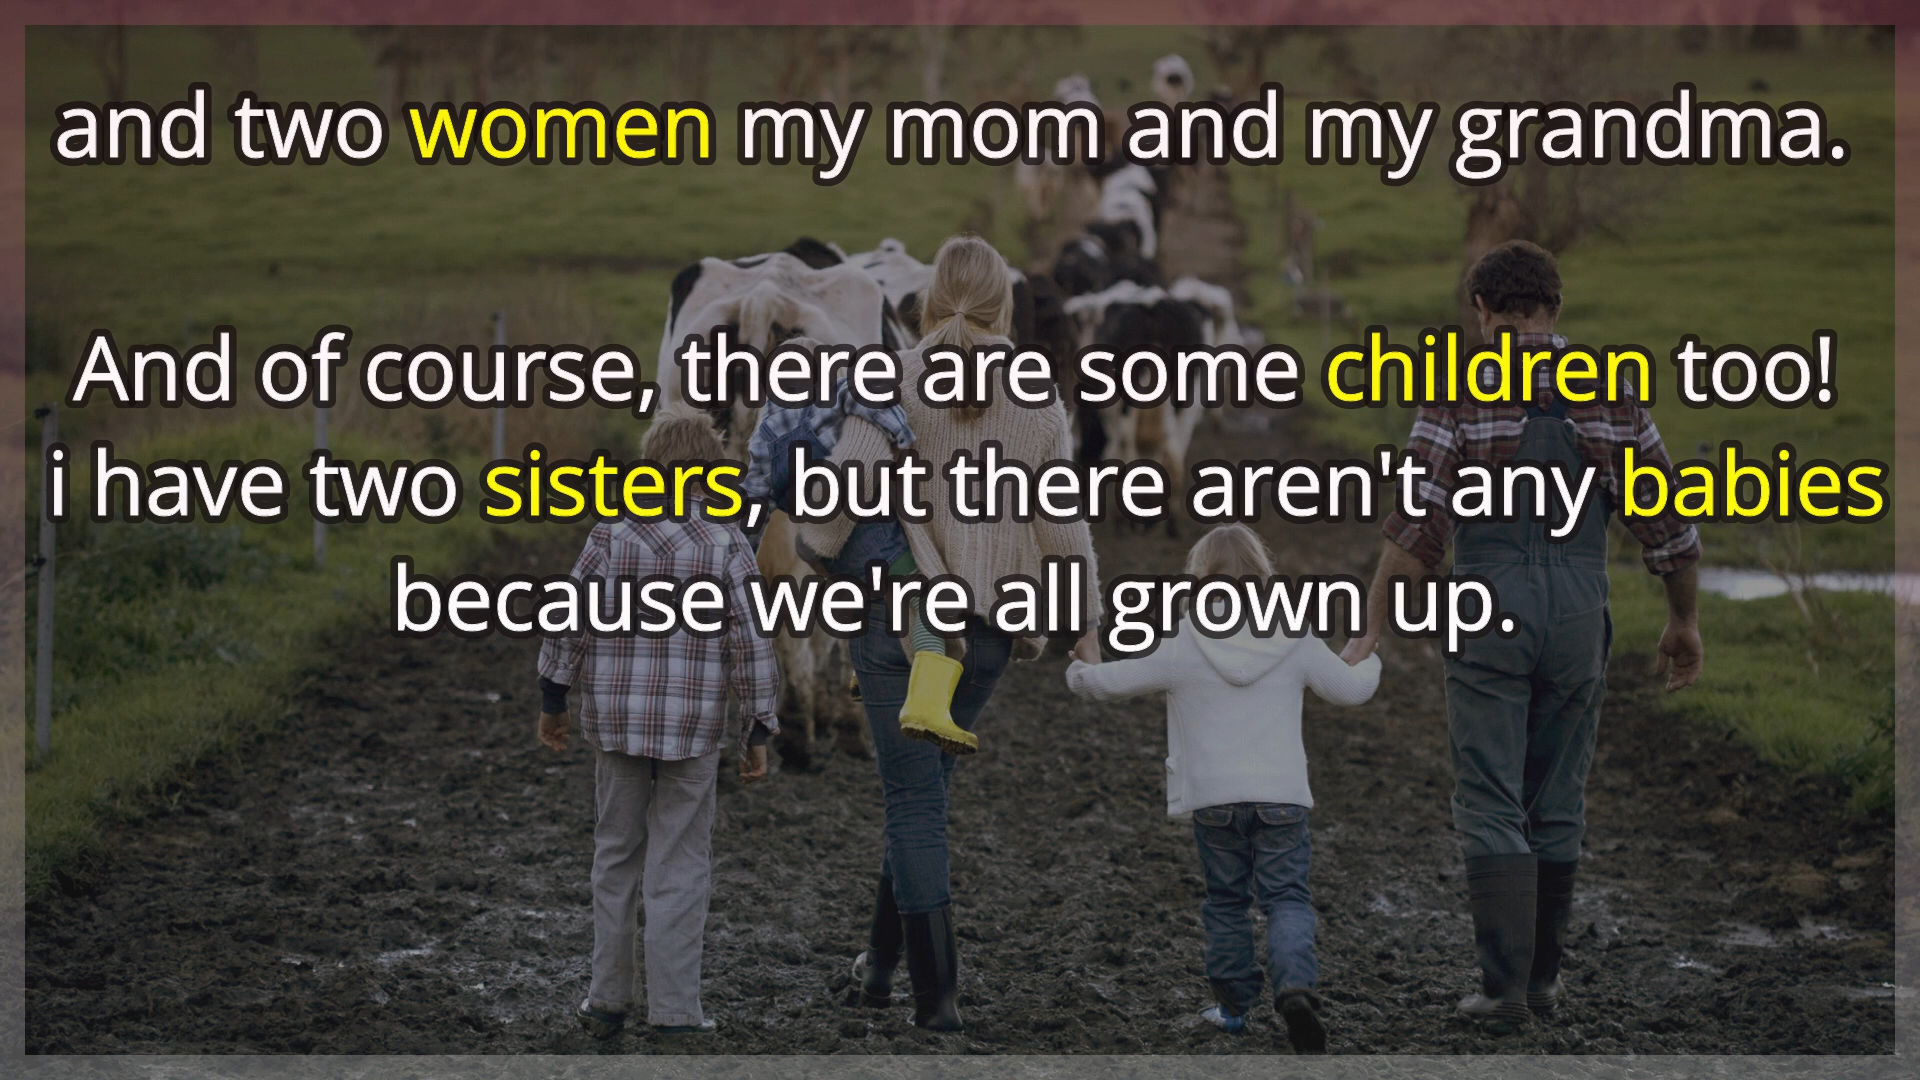 and two women my mom and my grandma.
And of course, there are some children too!
i have two sisters, but there aren't any babies
because we're all grown up.